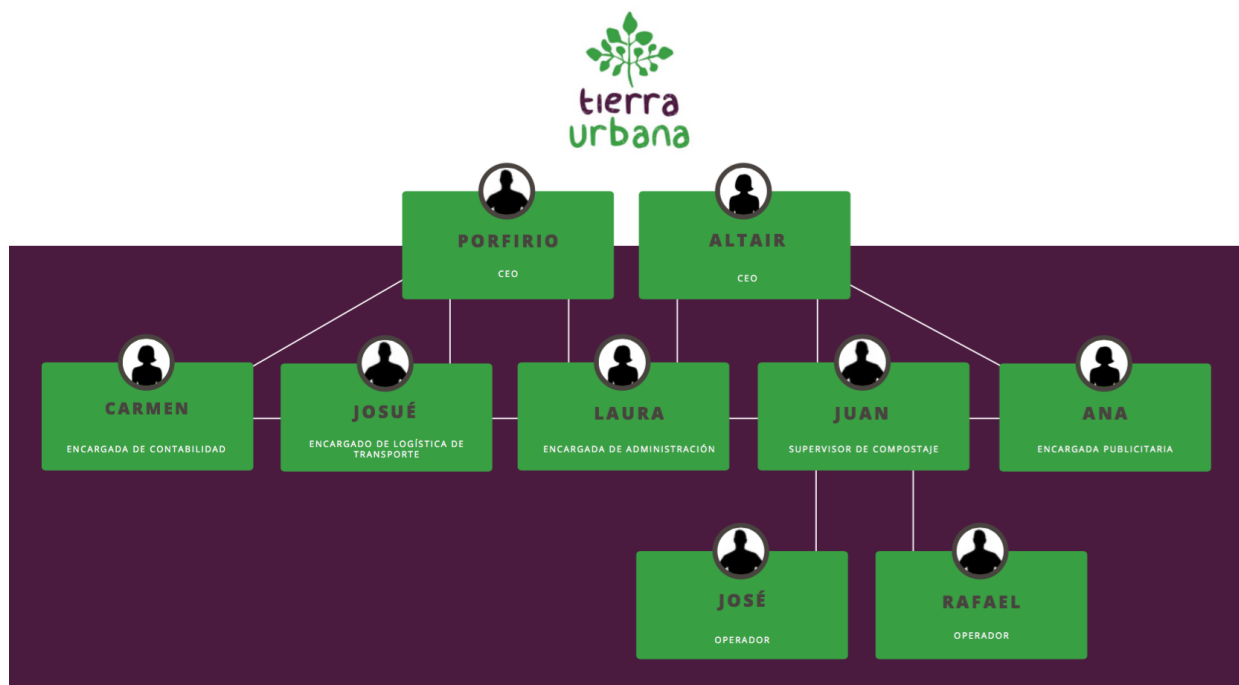 tierra
urbana
PORFIRIO
CEO
ALTAIR
CEO
CARMEN
ENCARGADA DE CONTABILIDAD
JOSUÉ
ENCARGADO DE LOGÍSTICA DE
TRANSPORTE
LAURA
ENCARGADA DE ADMINISTRACIÓN
JUAN
SUPERVISOR DE COMPOSTAJE
ANA
ENCARGADA PUBLICITARIA
JOSÉ
OPERADOR
RAFAEL
OPERADOR